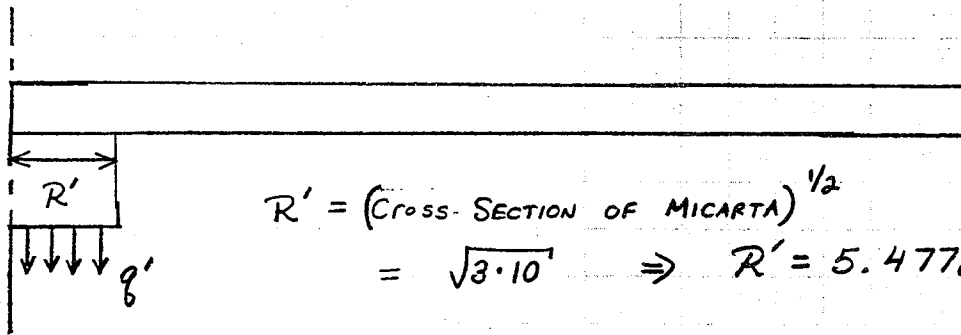 R'
R' = (CROSS-SECTION OF MICARTA)^1/2
q'
= √3·10 ⇒ R' = 5.477